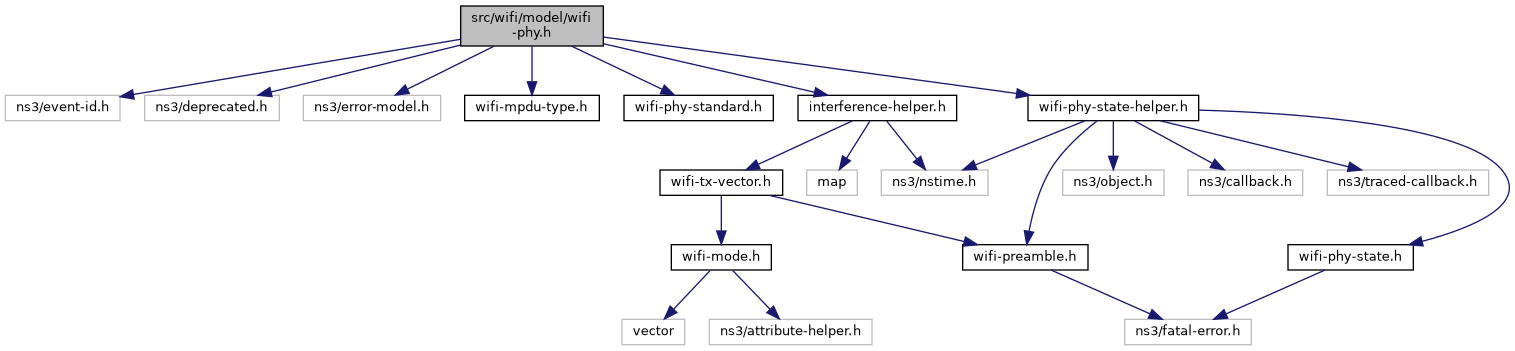 src/wifi/model/wifi
-phy.h
ns3/event-id.h
ns3/deprecated.h
ns3/error-model.h
wifi-mpdu-type.h
wifi-phy-standard.h
interference-helper.h
wifi-phy-state-helper.h
wifi-tx-vector.h
map
ns3/nstime.h
ns3/object.h
ns3/callback.h
ns3/traced-callback.h
wifi-mode.h
wifi-preamble.h
wifi-phy-state.h
vector
ns3/attribute-helper.h
ns3/fatal-error.h